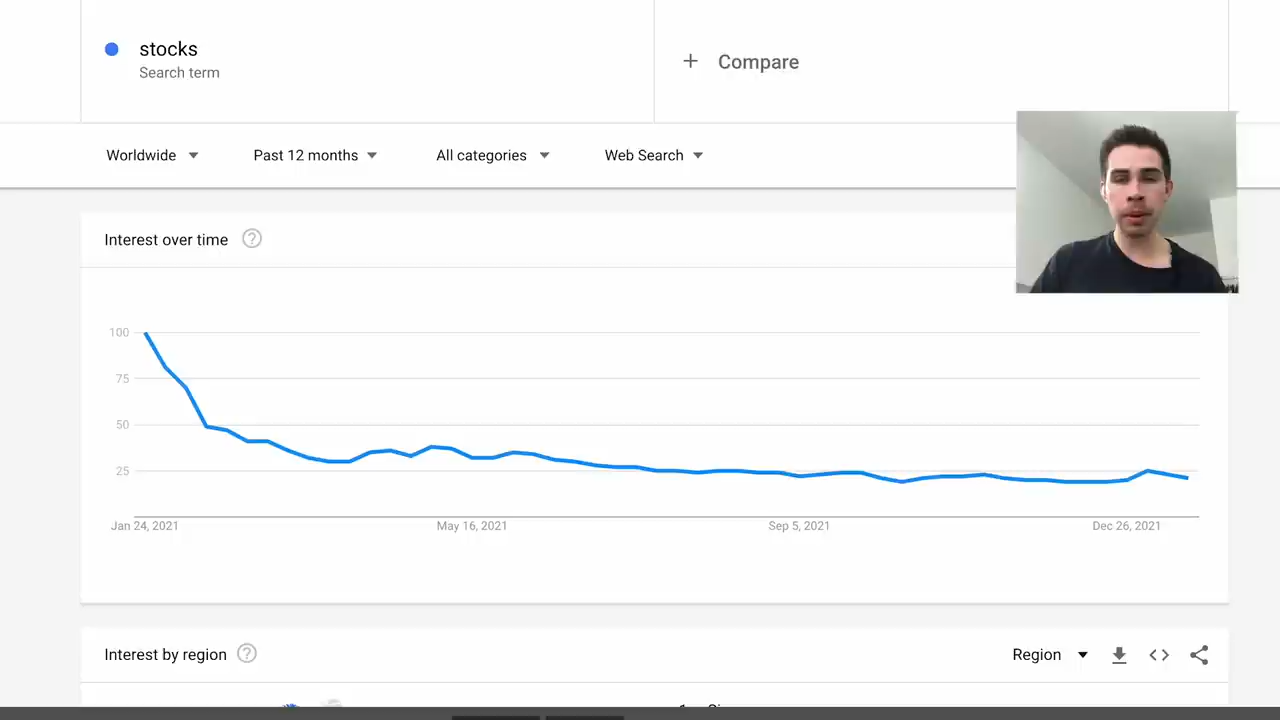 stocks
Search term
+ Compare
Worldwide
Past 12 months
All categories
Web Search
Interest over time ?
100
75
50
25
Jan 24, 2021
May 16, 2021
Sep 5, 2021
Dec 26, 2021
Interest by region ?
Region